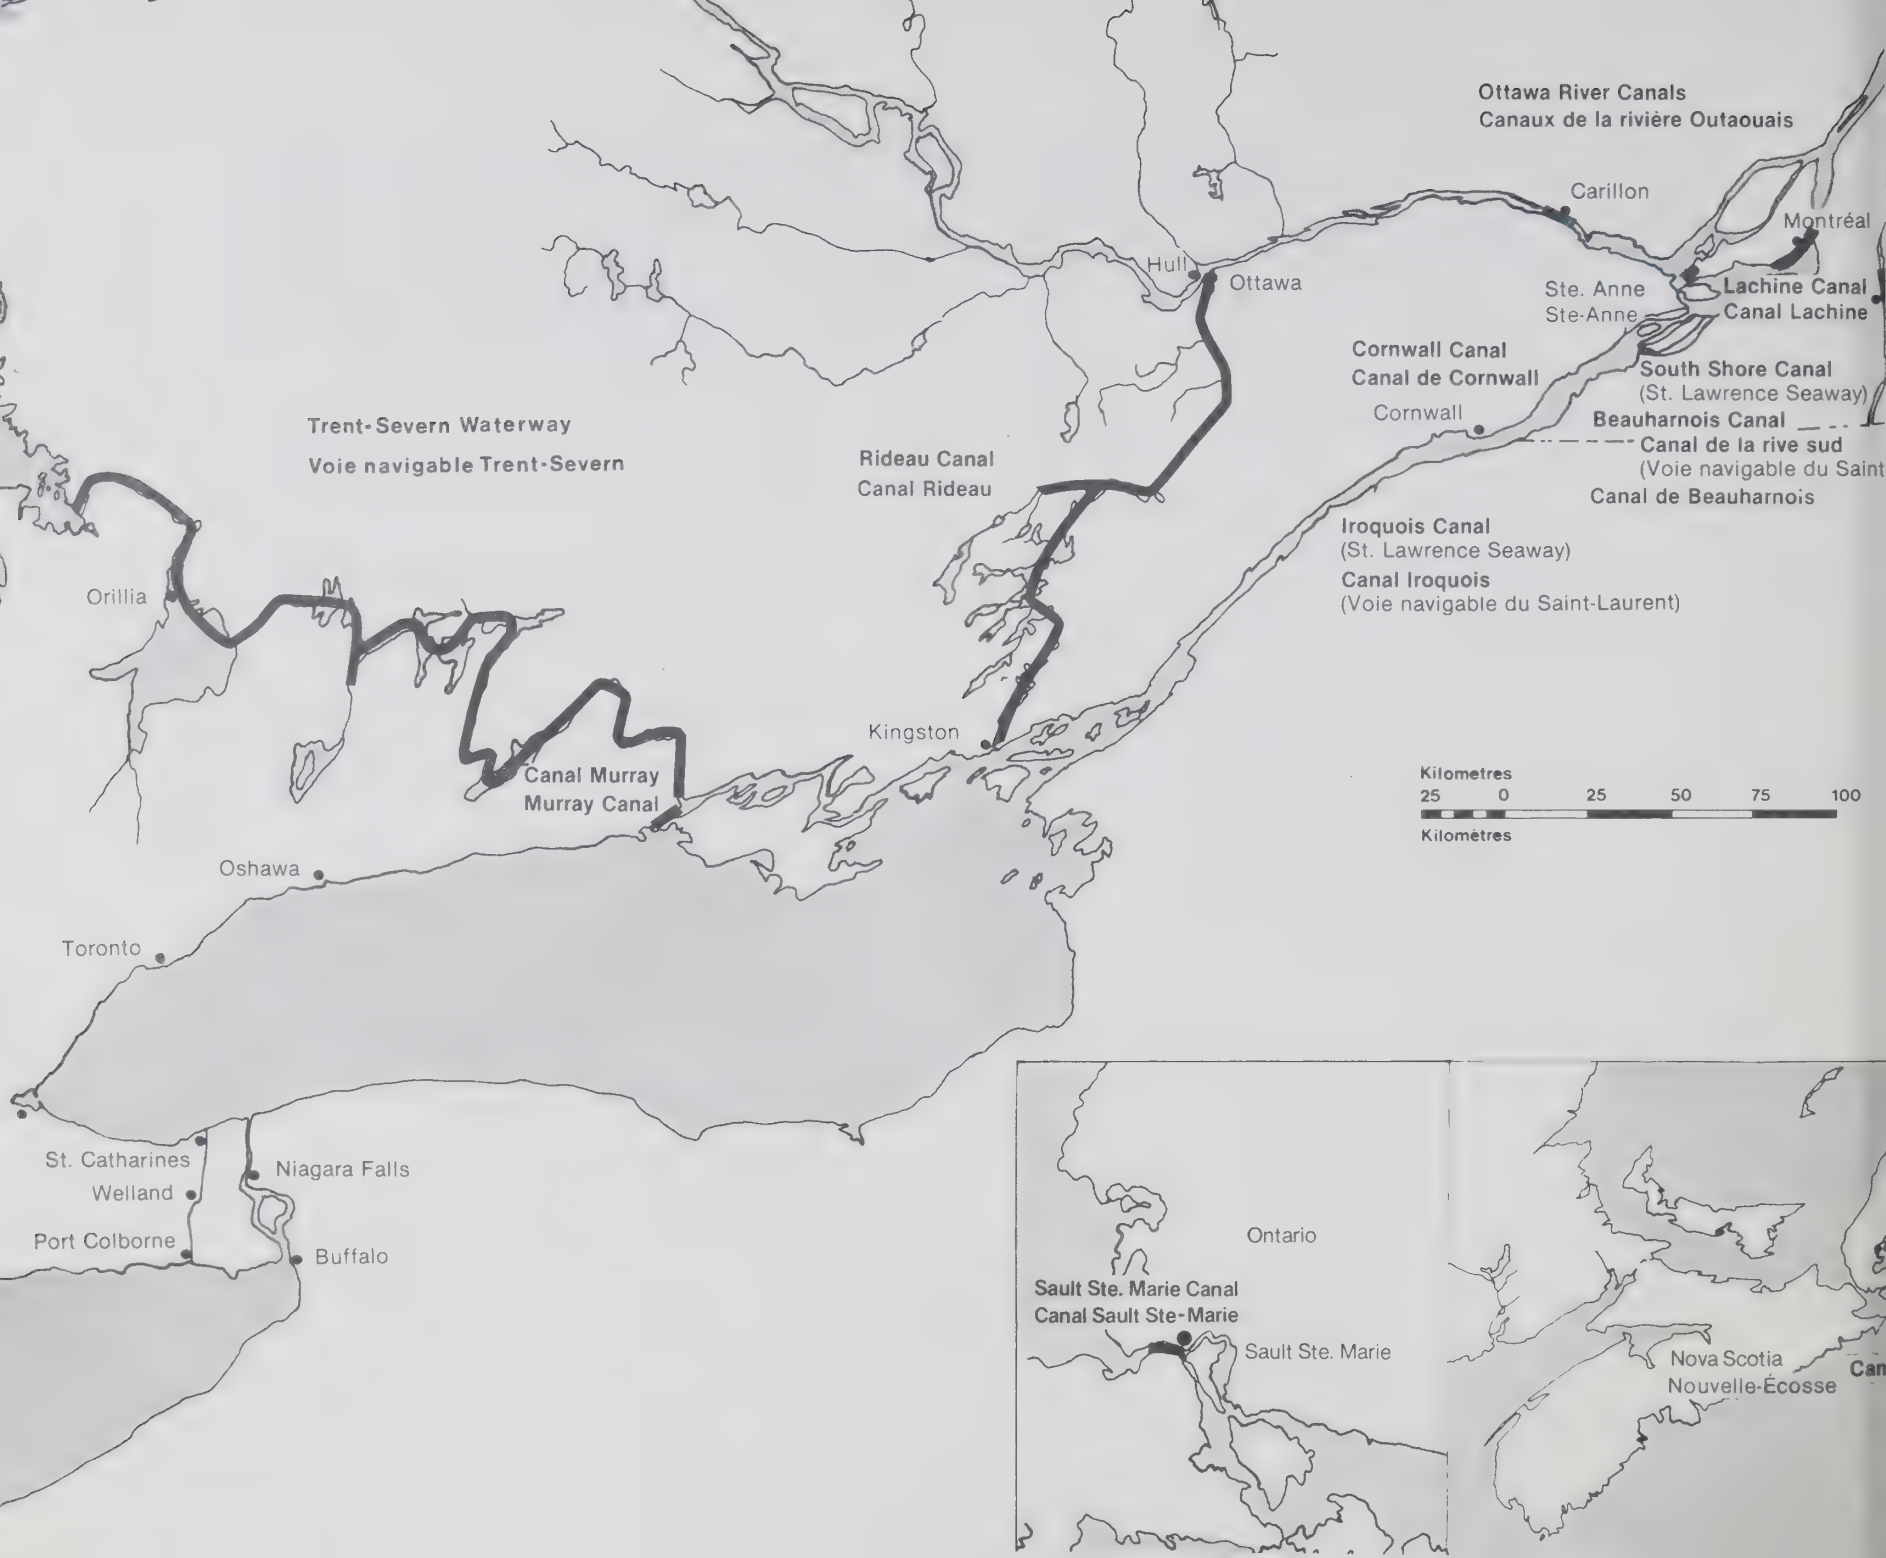 Ottawa River Canals
Canaux de la rivière Outaouais
Carillon
Montréal
Hull
Ottawa
Ste. Anne
Ste-Anne
Lachine Canal
Canal Lachine
Cornwall Canal
Canal de Cornwall
Cornwall
South Shore Canal
(St. Lawrence Seaway)
Beauharnois Canal
Canal de la rive sud
(Voie navigable du Saint
Canal de Beauharnois
Trent-Severn Waterway
Voie navigable Trent-Severn
Rideau Canal
Canal Rideau
Iroquois Canal
(St. Lawrence Seaway)
Canal Iroquois
(Voie navigable du Saint-Laurent)
Orillia
Kingston
Canal Murray
Murray Canal
Kilometres
25 0 25 50 75 100
Kilomètres
Oshawa
Toronto
St. Catharines
Welland
Port Colborne
Niagara Falls
Buffalo
Ontario
Sault Ste. Marie Canal
Canal Sault Ste-Marie
Sault Ste. Marie
Nova Scotia
Nouvelle-Écosse
Can